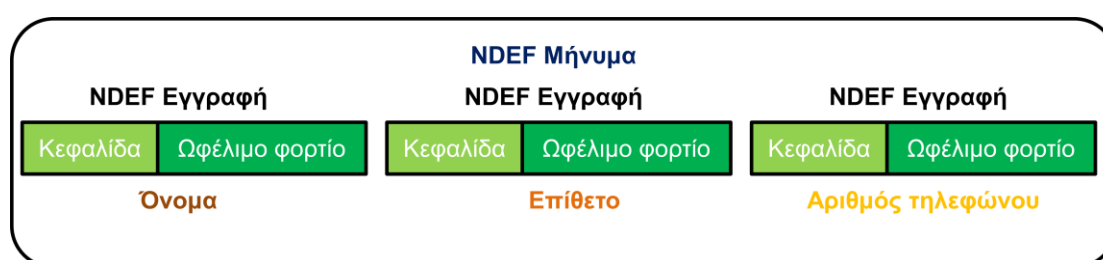 NDEF Μήνυμα
NDEF Εγγραφή NDEF Εγγραφή NDEF Εγγραφή
Κεφαλίδα Ωφέλιμο φορτίο Κεφαλίδα Ωφέλιμο φορτίο Κεφαλίδα Ωφέλιμο φορτίο
Όνομα Επίθετο Αριθμός τηλεφώνου